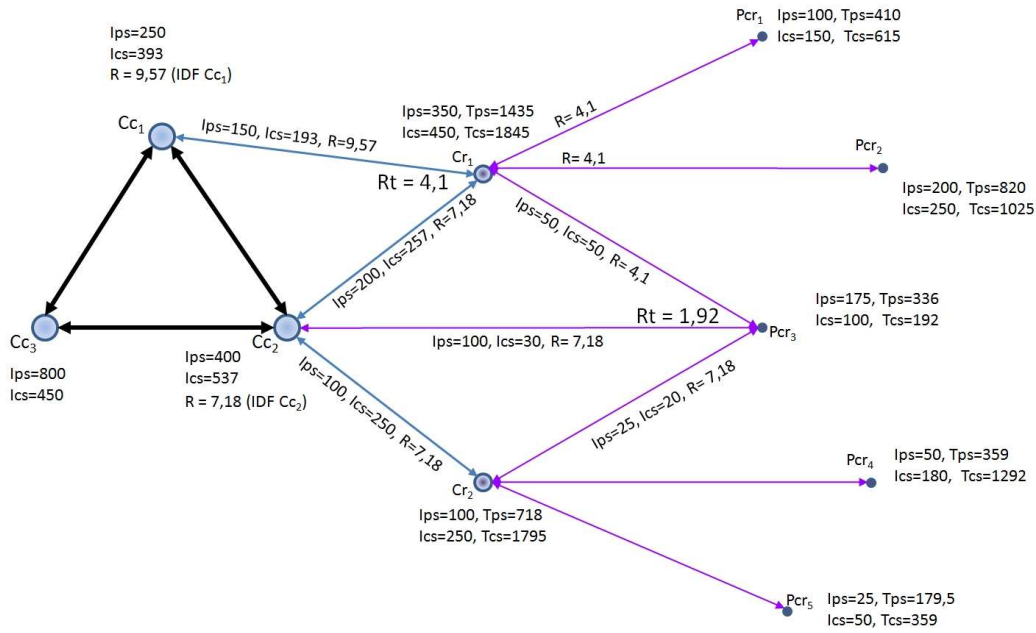 Ips=250
Ics=393
R = 9,57 (IDF Cc1)
Cc1
Ips=150, Ics=193, R=9,57
Ips=350, Tps=1435
Ics=450, Tcs=1845
Cr1
Rt = 4,1
Pcr1
Ips=100, Tps=410
Ics=150, Tcs=615
R= 4,1
R= 4,1
Pcr2
Ips=200, Tps=820
Ics=250, Tcs=1025
Ips=200, Ics=257, R=7,18
Ips=50, Ics=50, R= 4,1
Cc3
Ips=800
Ics=450
Cc2
Ips=400
Ics=537
R = 7,18 (IDF Cc2)
Rt = 1,92
Ips=100, Ics=30, R= 7,18
Pcr3
Ips=175, Tps=336
Ics=100, Tcs=192
Ips=100, Ics=250, R=7,18
Ips=25, Ics=20, R= 7,18
Cr2
Ips=100, Tps=718
Ics=250, Tcs=1795
Pcr4
Ips=50, Tps=359
Ics=180, Tcs=1292
Pcr5
Ips=25, Tps=179,5
Ics=50, Tcs=359